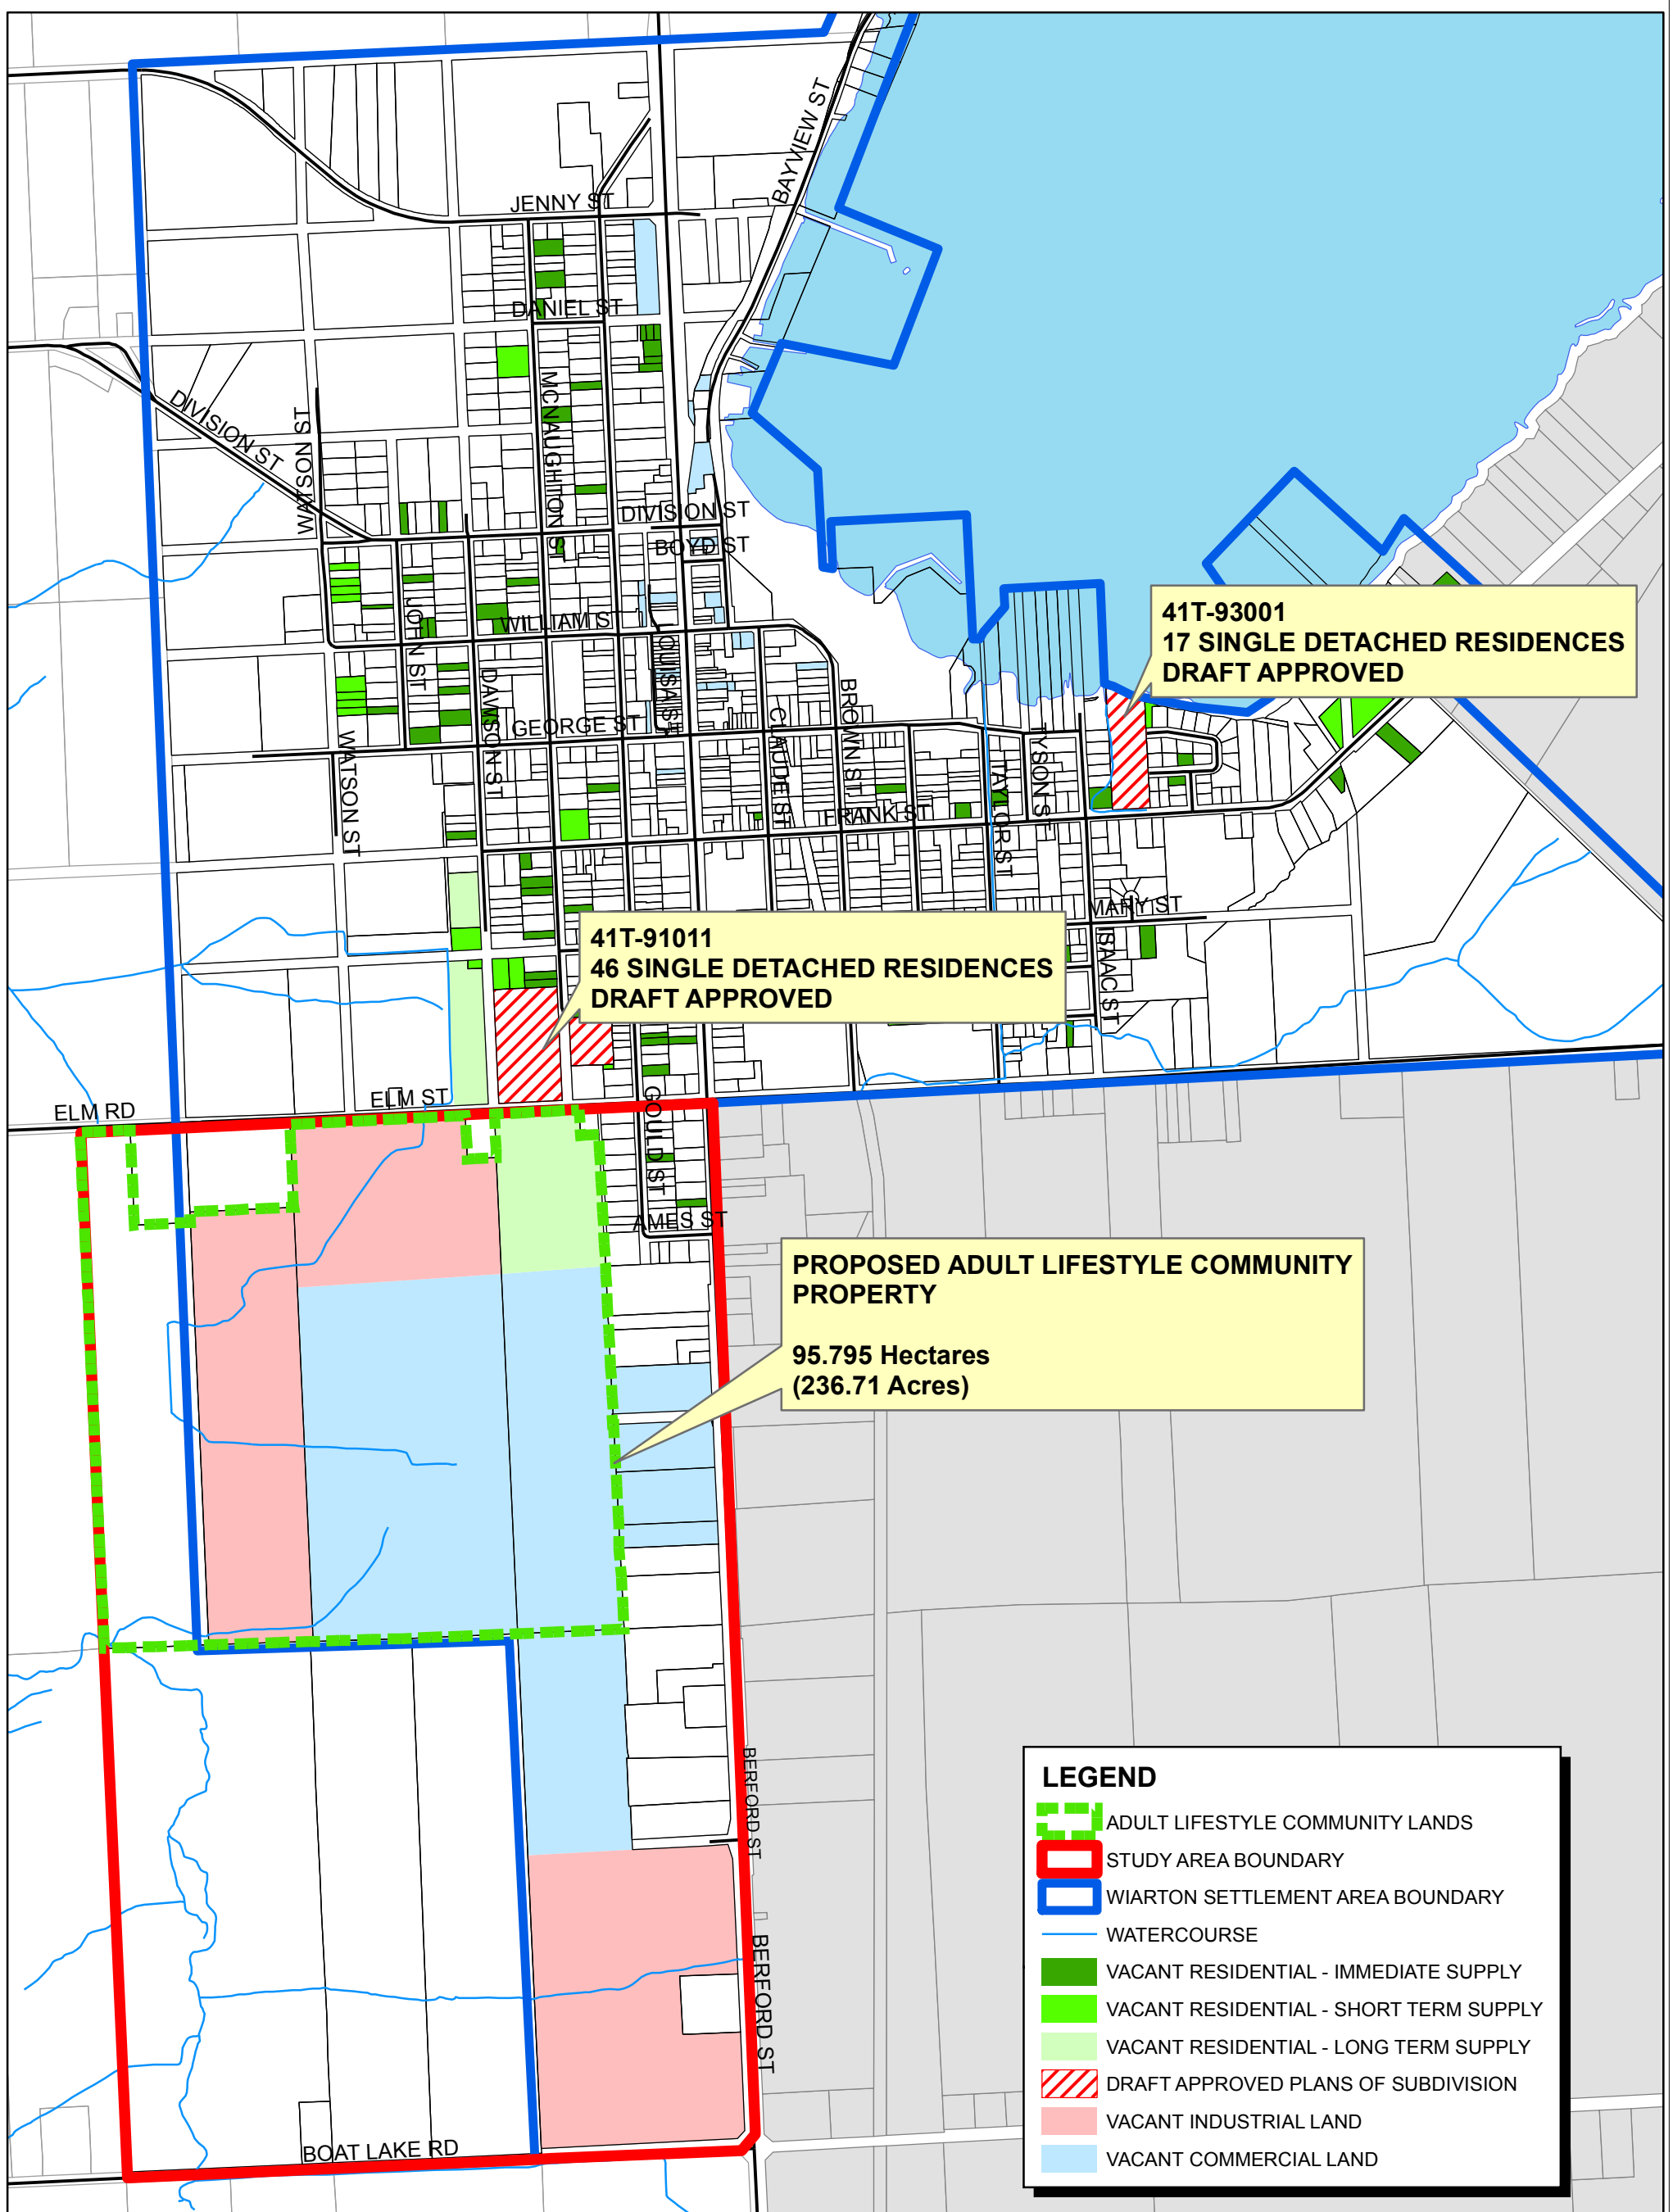 BAYVIEW ST
JENNY ST
DANIEL ST
MCNAUGHTON ST
DIVISION ST
WATSON ST
DIVISION ST
BOYD ST
41T-93001
17 SINGLE DETACHED RESIDENCES
DRAFT APPROVED
JOHN ST
WILLIAM S
LOUISA ST
DAWSON ST
GEORGE ST
CLAUDE ST
BROWN ST.
WATSON ST
TAYLOR ST
TYSON ST
FRANK ST
MARY ST
ISAAC ST
41T-91011
46 SINGLE DETACHED RESIDENCES
DRAFT APPROVED
ELM RD
ELM ST
GOULD ST
AMES ST
PROPOSED ADULT LIFESTYLE COMMUNITY
PROPERTY
95.795 Hectares
(236.71 Acres)
BERFORD ST
BERFORD ST
BOAT LAKE RD
LEGEND
ADULT LIFESTYLE COMMUNITY LANDS
STUDY AREA BOUNDARY
WIARTON SETTLEMENT AREA BOUNDARY
WATERCOURSE
VACANT RESIDENTIAL - IMMEDIATE SUPPLY
VACANT RESIDENTIAL - SHORT TERM SUPPLY
VACANT RESIDENTIAL - LONG TERM SUPPLY
DRAFT APPROVED PLANS OF SUBDIVISION
VACANT INDUSTRIAL LAND
VACANT COMMERCIAL LAND